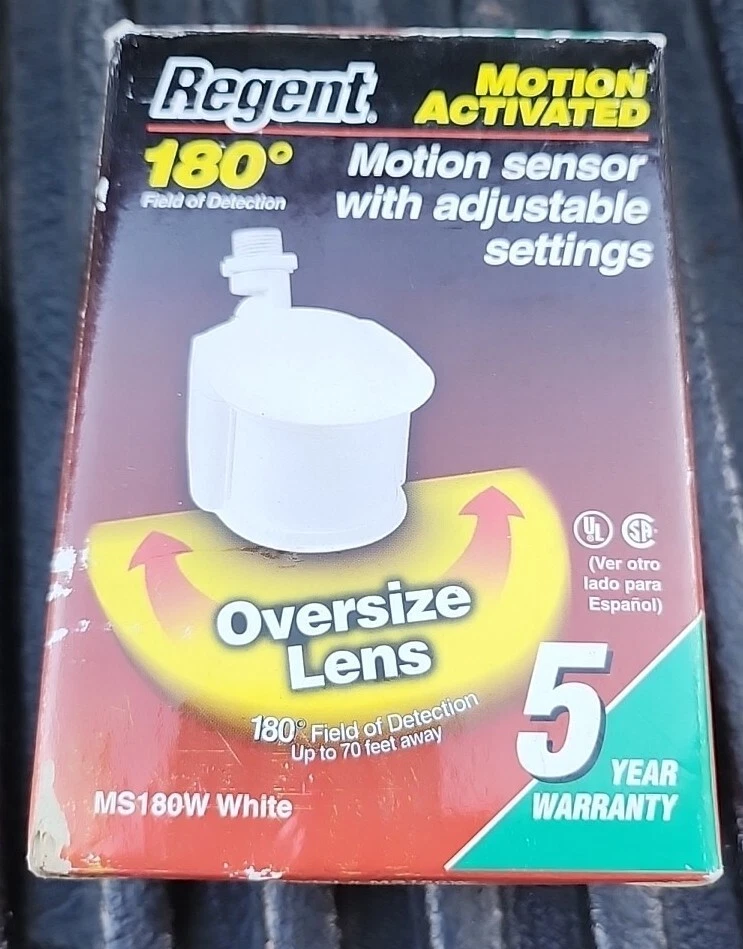 Regent.
MOTION
ACTIVATED
180°
Field of Detection
Motion sensor
with adjustable
settings
UL
SA
(Ver otro
lado para
Español)
Oversize
Lens
180° Field of Detection
Up to 70 feet away
5
YEAR
WARRANTY
MS180W White